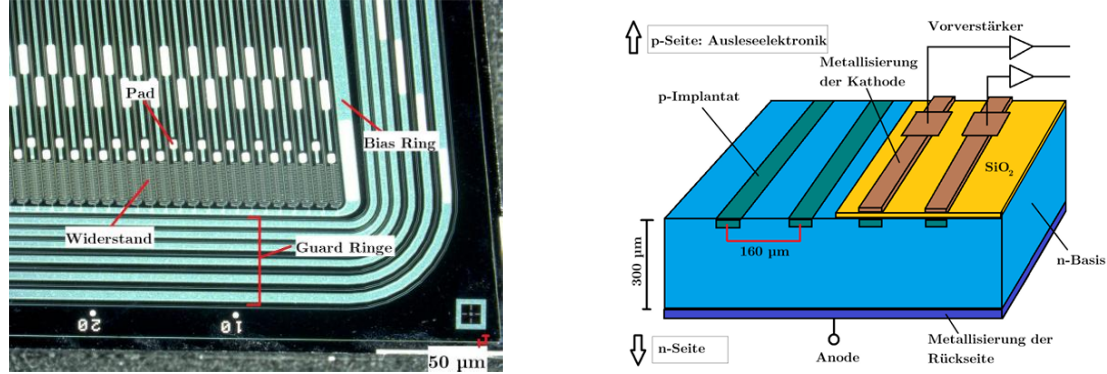 Pad
Bias Ring
Widerstand
Guard Ringe
20
10
50 µm
p-Seite: Ausleseelektronik
Vorverstärker
Metallisierung
der Kathode
p-Implantat
SiO2
300 µm
160 µm
n-Basis
n-Seite
Anode
Metallisierung der
Rückseite